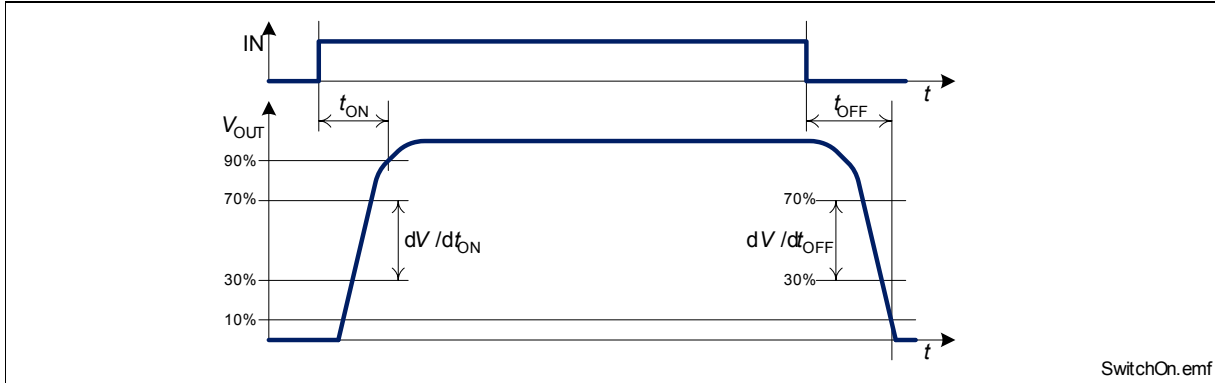 IN
t
tON
tOFF
VOUT
90%
70%
70%
dV/dtON
dV/dtOFF
30%
30%
10%
t
SwitchOn.emf